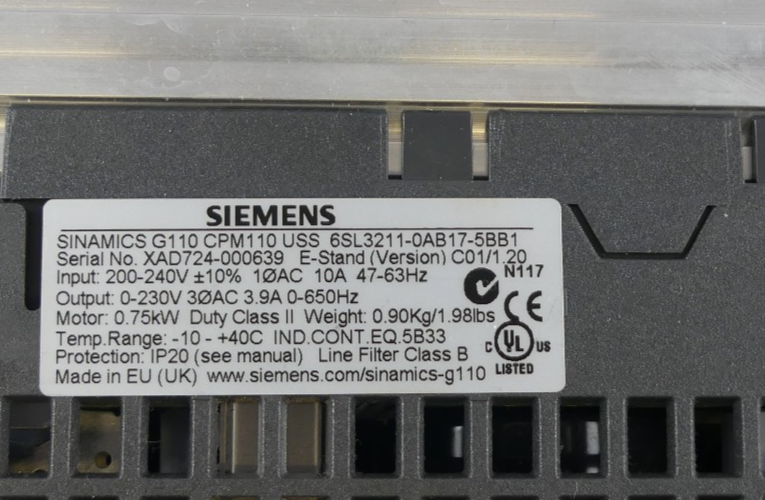 SIEMENS
SINAMICS G110 CPM110 USS 6SL3211-0AB17-5BB1
Serial No. XAD724-000639 E-Stand (Version) C01/1.20
Input: 200-240V ±10% 1ØAC 10A 47-63Hz
N117
Output: 0-230V 3ØAC 3.9A 0-650Hz
CE
Motor: 0.75kW Duty Class II Weight: 0.90Kg/1.98lbs
Temp.Range: -10 - +40C IND.CONT.EQ.5B33
C UL US
Protection: IP20 (see manual) Line Filter Class B
LISTED
Made in EU (UK) www.siemens.com/sinamics-g110